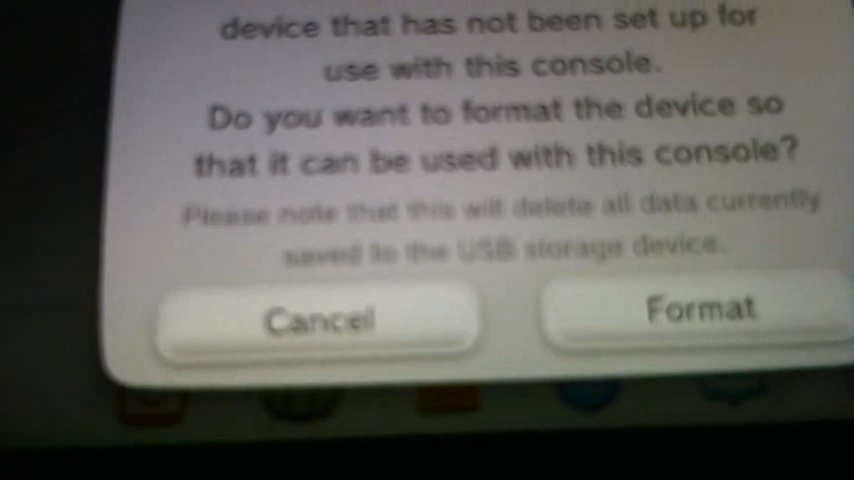 device that has not been set up for
use with this console.
Do you want to format the device so
that it can be used with this console?
Please note that this will delete all data currently
saved to the USB storage device.
Cancel
Format